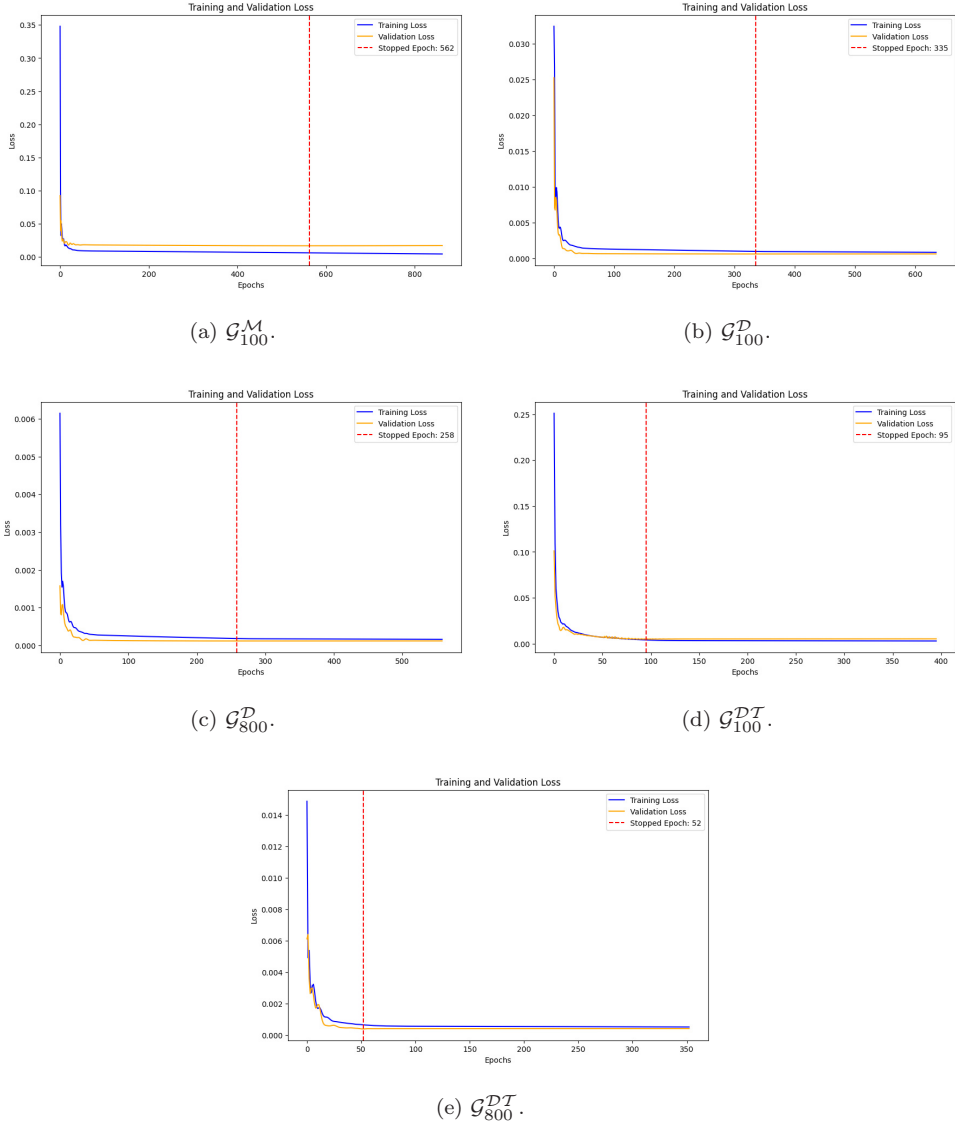 Training and Validation Loss
Training Loss
Validation Loss
Stopped Epoch: 562
0.35
0.30
0.25
0.20
0.15
0.10
0.05
0.00
Loss
0 200 400 600 800
Epochs
(a) 𝒢_100^ℳ.
Training and Validation Loss
Training Loss
Validation Loss
Stopped Epoch: 335
0.030
0.025
0.020
0.015
0.010
0.005
0.000
Loss
0 100 200 300 400 500 600
Epochs
(b) 𝒢_100^𝒟.
Training and Validation Loss
Training Loss
Validation Loss
Stopped Epoch: 258
0.006
0.005
0.004
0.003
0.002
0.001
0.000
Loss
0 100 200 300 400 500
Epochs
(c) 𝒢_800^𝒟.
Training and Validation Loss
Training Loss
Validation Loss
Stopped Epoch: 95
0.25
0.20
0.15
0.10
0.05
0.00
Loss
0 50 100 150 200 250 300 350 400
Epochs
(d) 𝒢_100^𝒟𝒯.
Training and Validation Loss
Training Loss
Validation Loss
Stopped Epoch: 52
0.014
0.012
0.010
0.008
0.006
0.004
0.002
0.000
Loss
0 50 100 150 200 250 300 350
Epochs
(e) 𝒢_800^𝒟𝒯.